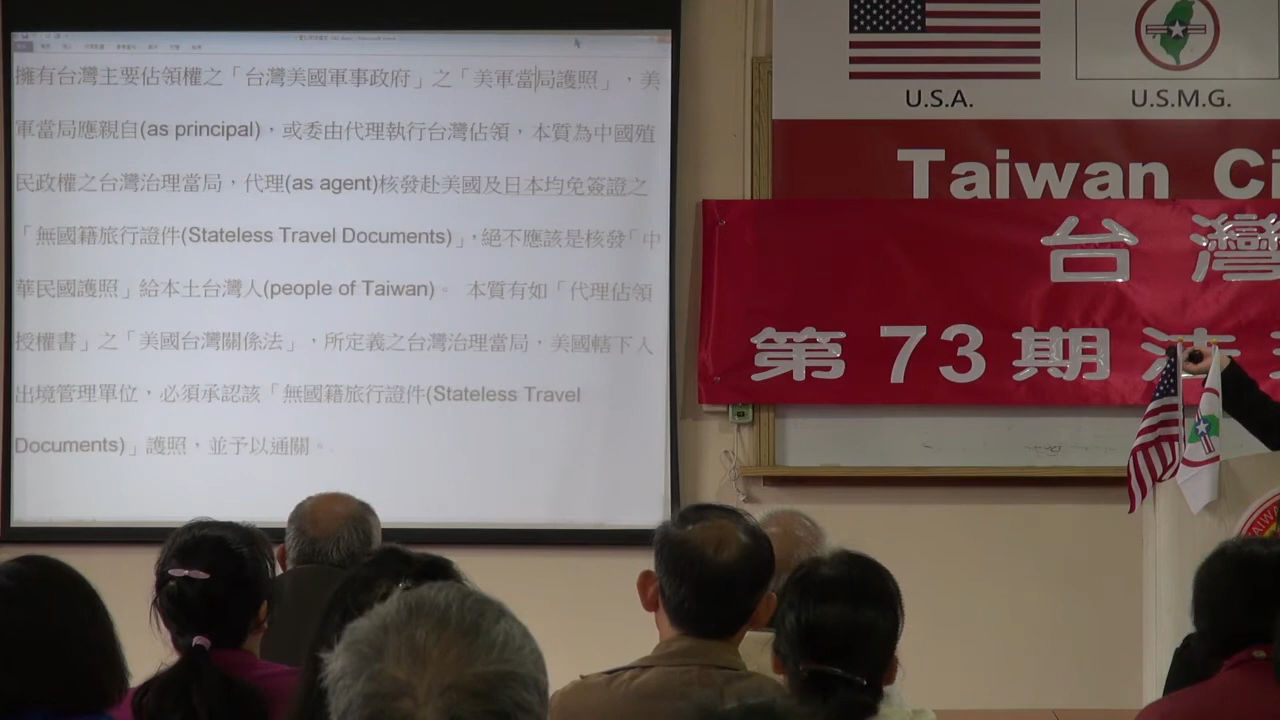 擁有台灣主要佔領權之「台灣美國軍事政府」之「美軍當局護照」，美
軍當局應親自(as principal)，或委由代理執行台灣佔領，本質為中國殖
民政權之台灣治理當局，代理(as agent)核發赴美國及日本均免簽證之
「無國籍旅行證件(Stateless Travel Documents)」，絕不應該是核發「中
華民國護照」給本土台灣人(people of Taiwan)。 本質有如「代理佔領
授權書」之「美國台灣關係法」，所定義之台灣治理當局，美國轄下人
出境管理單位，必須承認該「無國籍旅行證件(Stateless Travel
Documents)」護照，並予以通關。
U.S.A.
U.S.M.G.
Taiwan Ci
台灣
第73期法
TAIWA